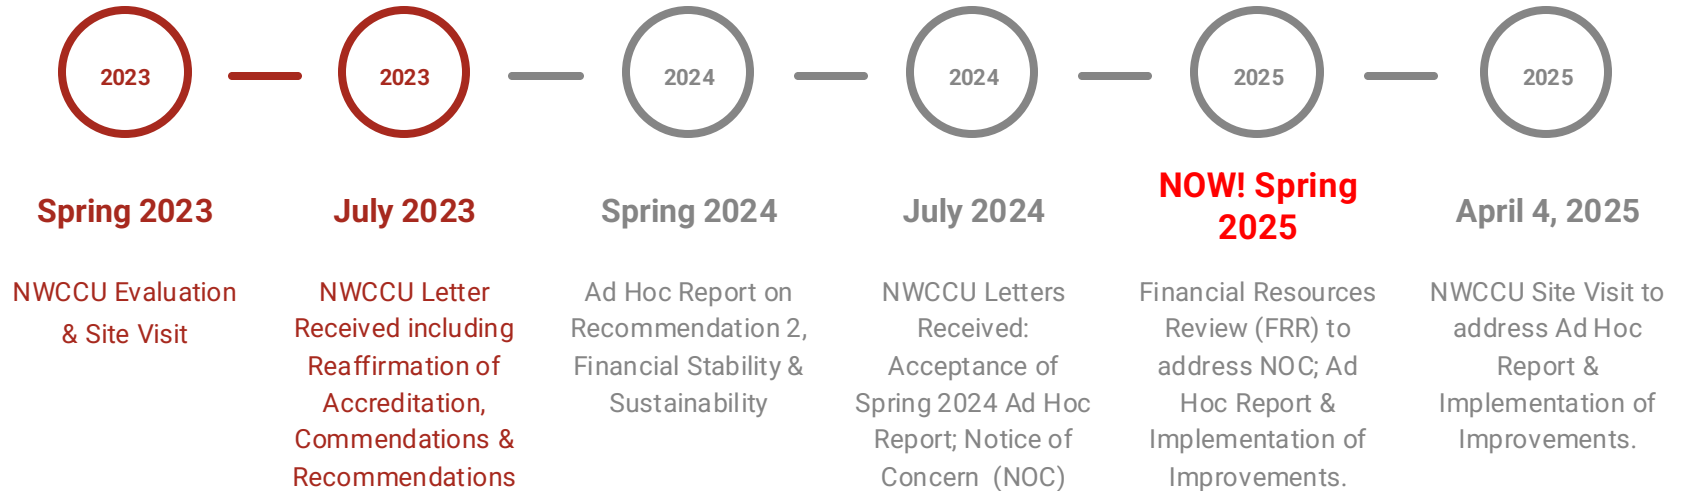 2023
2023
2024
2024
2025
2025
Spring 2023
July 2023
Spring 2024
July 2024
NOW! Spring
2025
April 4, 2025
NWCCU Evaluation
& Site Visit
NWCCU Letter
Received including
Reaffirmation of
Accreditation,
Commendations &
Recommendations
Ad Hoc Report on
Recommendation 2,
Financial Stability &
Sustainability
NWCCU Letters
Received:
Acceptance of
Spring 2024 Ad Hoc
Report; Notice of
Concern (NOC)
Financial Resources
Review (FRR) to
address NOC; Ad
Hoc Report &
Implementation of
Improvements.
NWCCU Site Visit to
address Ad Hoc
Report &
Implementation of
Improvements.